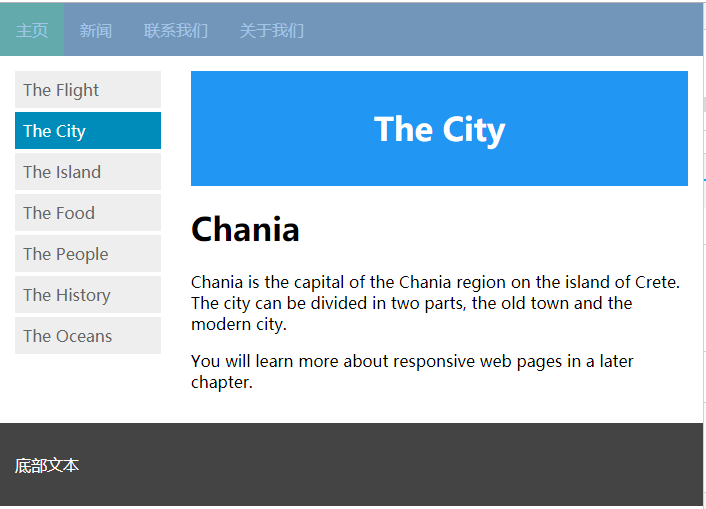 主页 新闻 联系我们 关于我们
The Flight
The City
The Island
The Food
The People
The History
The Oceans
The City
Chania
Chania is the capital of the Chania region on the island of Crete.
The city can be divided in two parts, the old town and the
modern city.
You will learn more about responsive web pages in a later
chapter.
底部文本